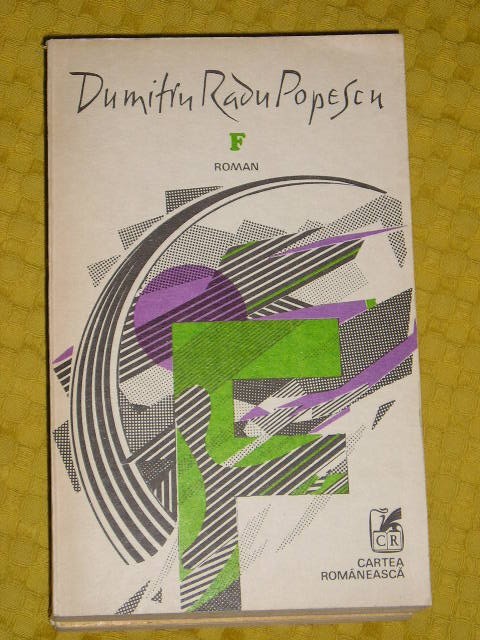 Dumitru Radu Popescu
F
ROMAN
CR
CARTEA
ROMÂNEASCĂ